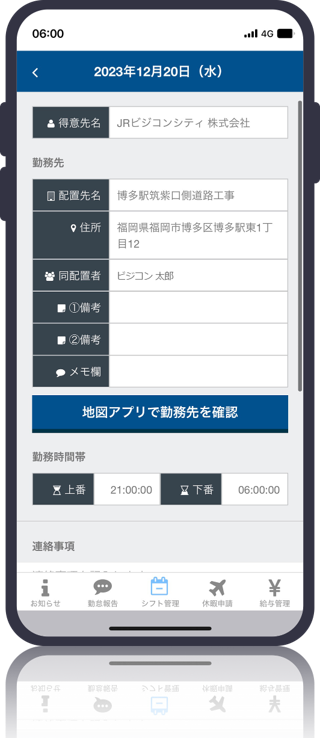 06:00
4G
2023年12月20日（水）
得意先名 JRビジコンシティ 株式会社
勤務先
配置先名 博多駅筑紫口側道路工事
住所 福岡県福岡市博多区博多駅東1丁
目12
同配置者 ビジコン 太郎
①備考
②備考
メモ欄
地図アプリで勤務先を確認
勤務時間帯
上番 21:00:00 下番 06:00:00
連絡事項
お知らせ 勤怠報告 シフト管理 休暇申請 給与管理